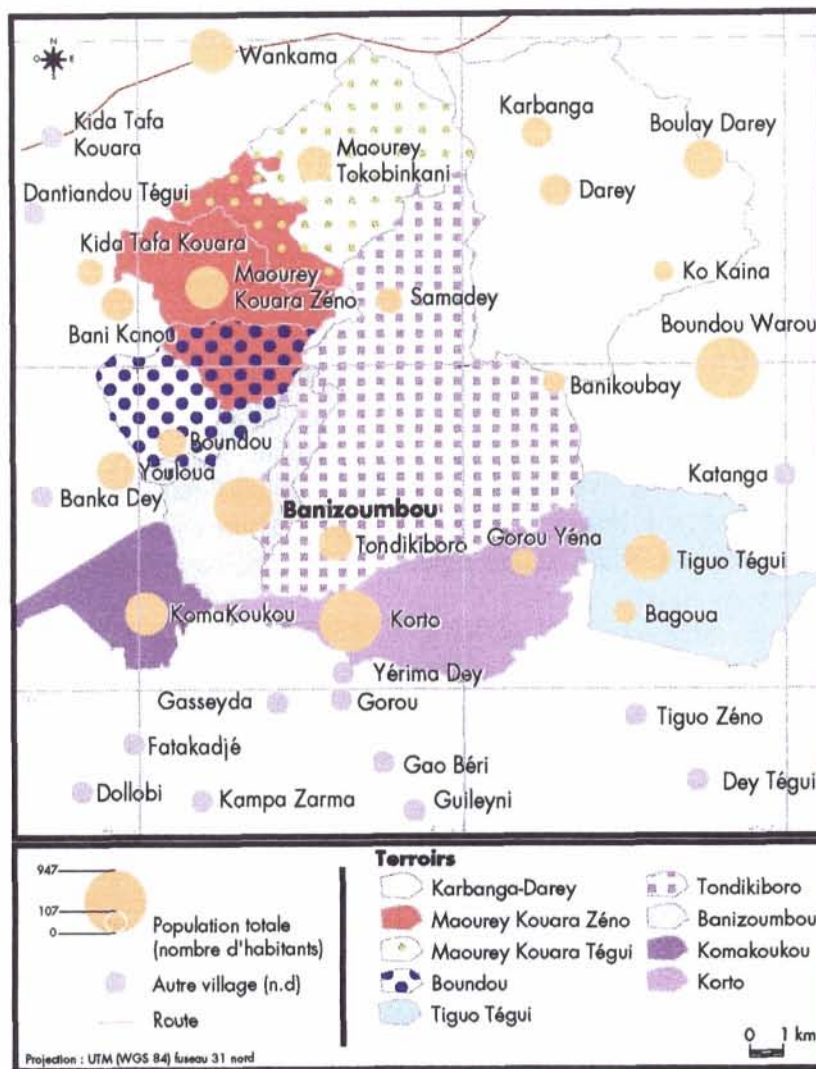 N
O E
S
Wankama
Kida Tafa
Kouara
Karbanga
Boulay Darey
Maourey
Tokobinkani
Dantiandou Tégui
Darey
Kida Tafa Kouara
Maourey
Kouara Zéno
Ko Kaina
Samadey
Bani Kanou
Boundou Warou
Banikoubay
Boundou
Youloua
Katanga
Banka Dey
Banizoumbou
Tondikiboro
Gorou Yéna
Tiguo Tégui
KomaKoukou
Korto
Bagoua
Yérima Dey
Gasseyda
Gorou
Tiguo Zéno
Fatakadjé
Gao Béri
Dey Tégui
Dollobi
Kampa Zarma
Guileyni
947
107
0
Population totale
(nombre d'habitants)
Autre village (n.d)
Route
Projection : UTM (WGS 84) fuseau 31 nord
Terroirs
Karbanga-Darey
Maourey Kouara Zéno
Maourey Kouara Tégui
Boundou
Tiguo Tégui
Tondikiboro
Banizoumbou
Komakoukou
Korto
0 1 km